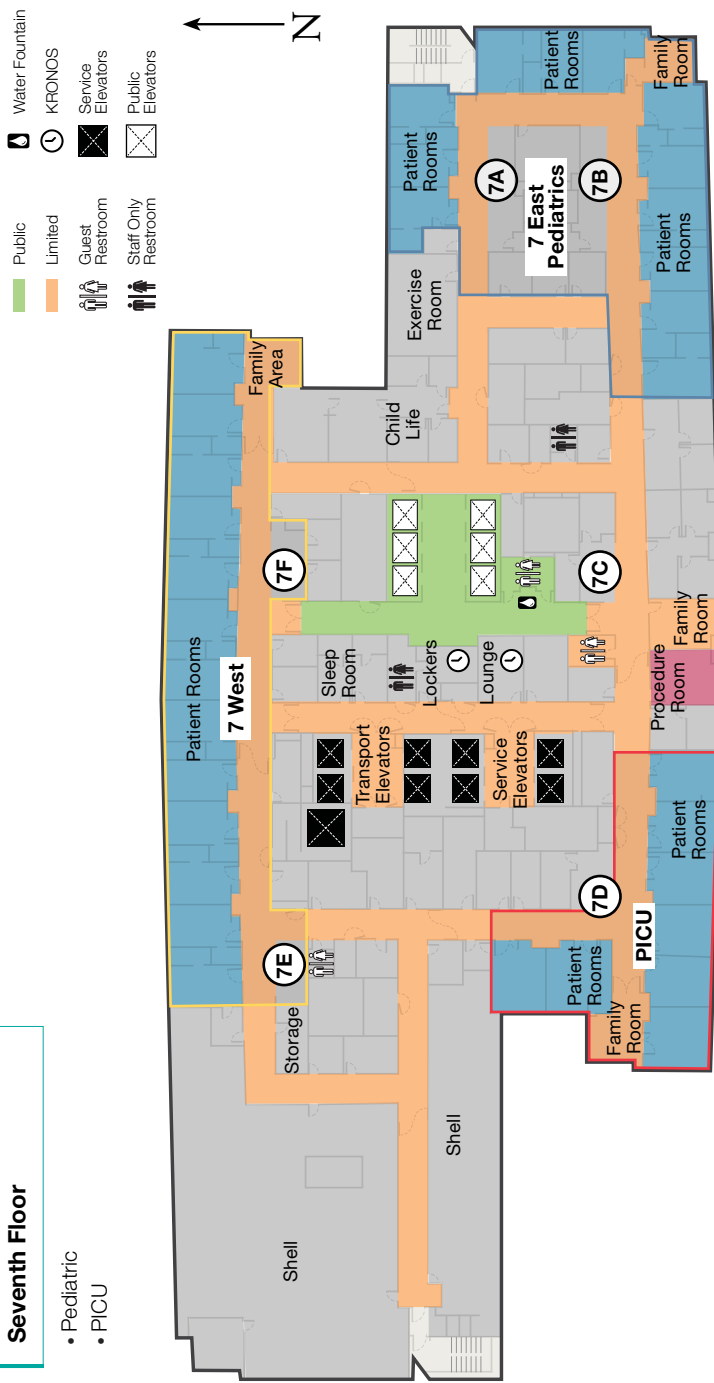 Seventh Floor
• Pediatric
• PICU
Public
Limited
Guest
Restroom
Staff Only
Restroom
Water Fountain
KRONOS
Service
Elevators
Public
Elevators
N
Patient Rooms
7 West
Family
Area
7E
7F
Storage
Shell
Shell
Sleep
Room
Lockers
Lounge
Transport
Elevators
Service
Elevators
Child
Life
Exercise
Room
Patient
Rooms
Patient
Rooms
Family
Room
7A
7 East
Pediatrics
7B
Patient
Rooms
7C
Family
Room
Procedure
Room
7D
PICU
Patient
Rooms
Family
Room
Patient
Rooms